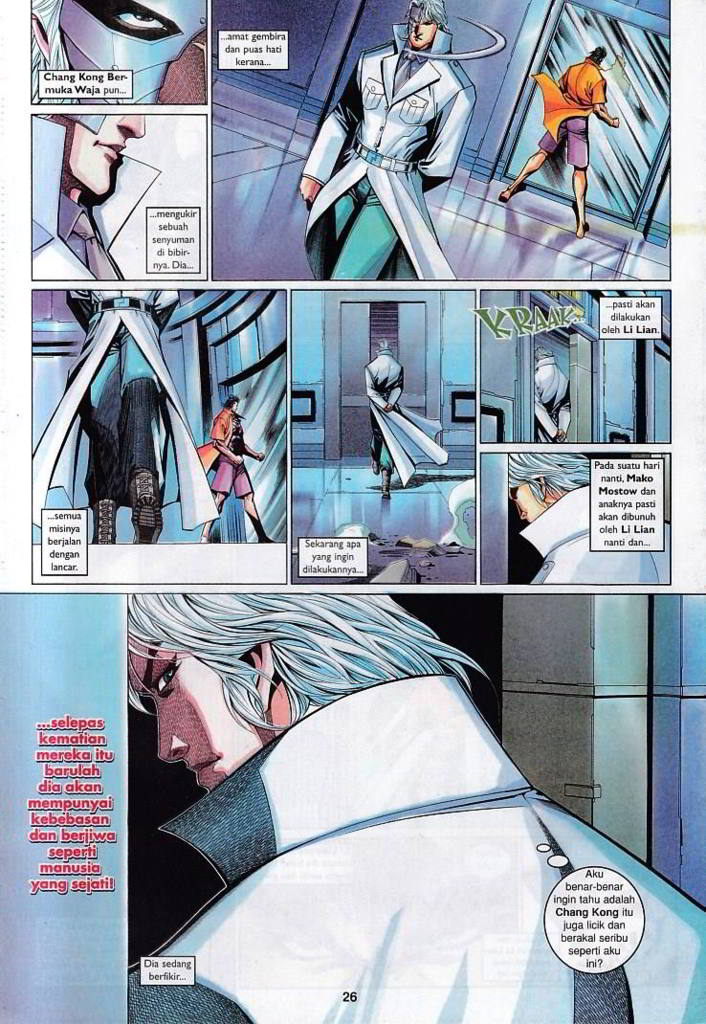 Chang Kong Ber-
muka Waja pun...
...amat gembira
dan puas hati
kerana...
...mengukir
sebuah
senyuman
di bibir-
nya. Dia...
...semua
misinya
berjalan
dengan
lancar.
Sekarang apa
yang ingin
dilakukannya...
KRAAK..
...pasti akan
dilakukan
oleh Li Lian.
Pada suatu hari
nanti, Mako
Mostow dan
anaknya pasti
akan dibunuh
oleh Li Lian
nanti dan...
...selepas
kematian
mereka itu
barulah
dia akan
mempunyai
kebebasan
dan berjiwa
seperti
manusia
yang sejati!
Aku
benar-benar
ingin tahu adakah
Chang Kong itu
juga licik dan
berakal seribu
seperti aku
ini?
Dia sedang
berfikir...
26